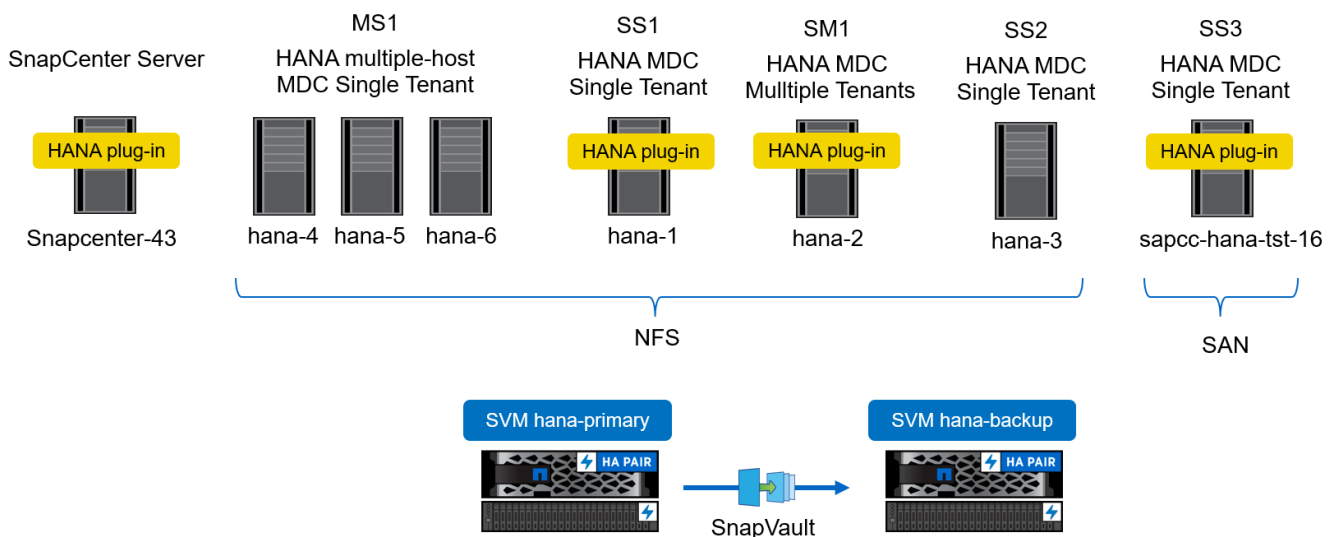 SnapCenter Server
HANA plug-in
Snapcenter-43
MS1
HANA multiple-host
MDC Single Tenant
hana-4
hana-5
hana-6
SS1
HANA MDC
Single Tenant
HANA plug-in
hana-1
SM1
HANA MDC
Mulltiple Tenants
HANA plug-in
hana-2
SS2
HANA MDC
Single Tenant
hana-3
SS3
HANA MDC
Single Tenant
HANA plug-in
sapcc-hana-tst-16
NFS
SAN
SVM hana-primary
HA PAIR
SnapVault
SVM hana-backup
HA PAIR